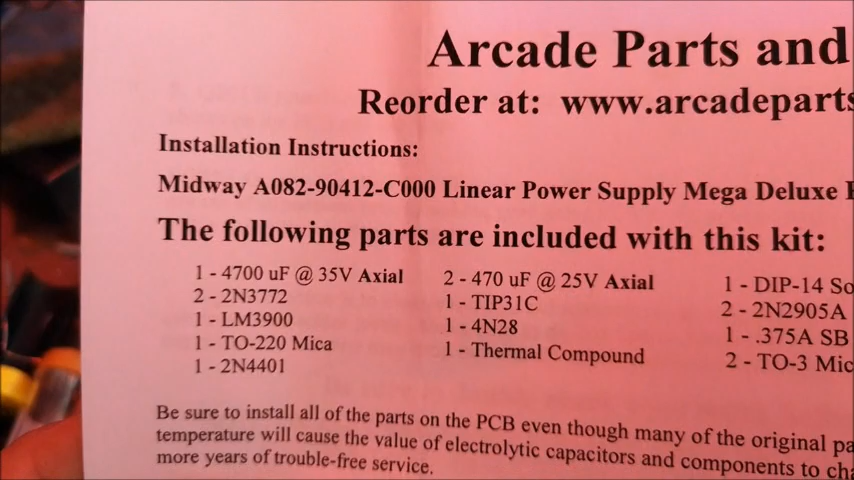 Arcade Parts and
Reorder at: www.arcadeparts
Installation Instructions:
Midway A082-90412-C000 Linear Power Supply Mega Deluxe
The following parts are included with this kit:
1 - 4700 uF @ 35V Axial
2 - 2N3772
1 - LM3900
1 - TO-220 Mica
1 - 2N4401
2 - 470 uF @ 25V Axial
1 - TIP31C
1 - 4N28
1 - Thermal Compound
1 - DIP-14 So
2 - 2N2905A
1 - .375A SB
2 - TO-3 Mic
Be sure to install all of the parts on the PCB even though many of the original pa
temperature will cause the value of electrolytic capacitors and components to cha
more years of trouble-free service.